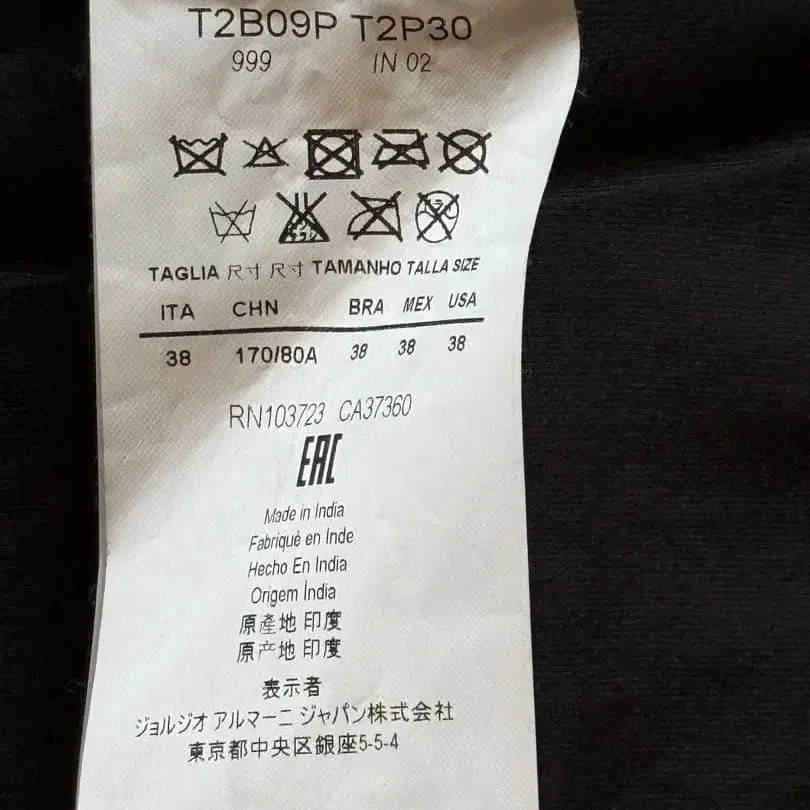 T2B09P T2P30
999 IN 02
TAGLIA 尺寸 尺寸 TAMANHO TALLA SIZE
ITA CHN BRA MEX USA
38 170/80A 38 38 38
RN103723 CA37360
EAC
Made in India
Fabriqué en Inde
Hecho En India
Origem India
原產地 印度
原产地 印度
表示者
ジョルジオ アルマーニ ジャパン株式会社
東京都中央区銀座5-5-4